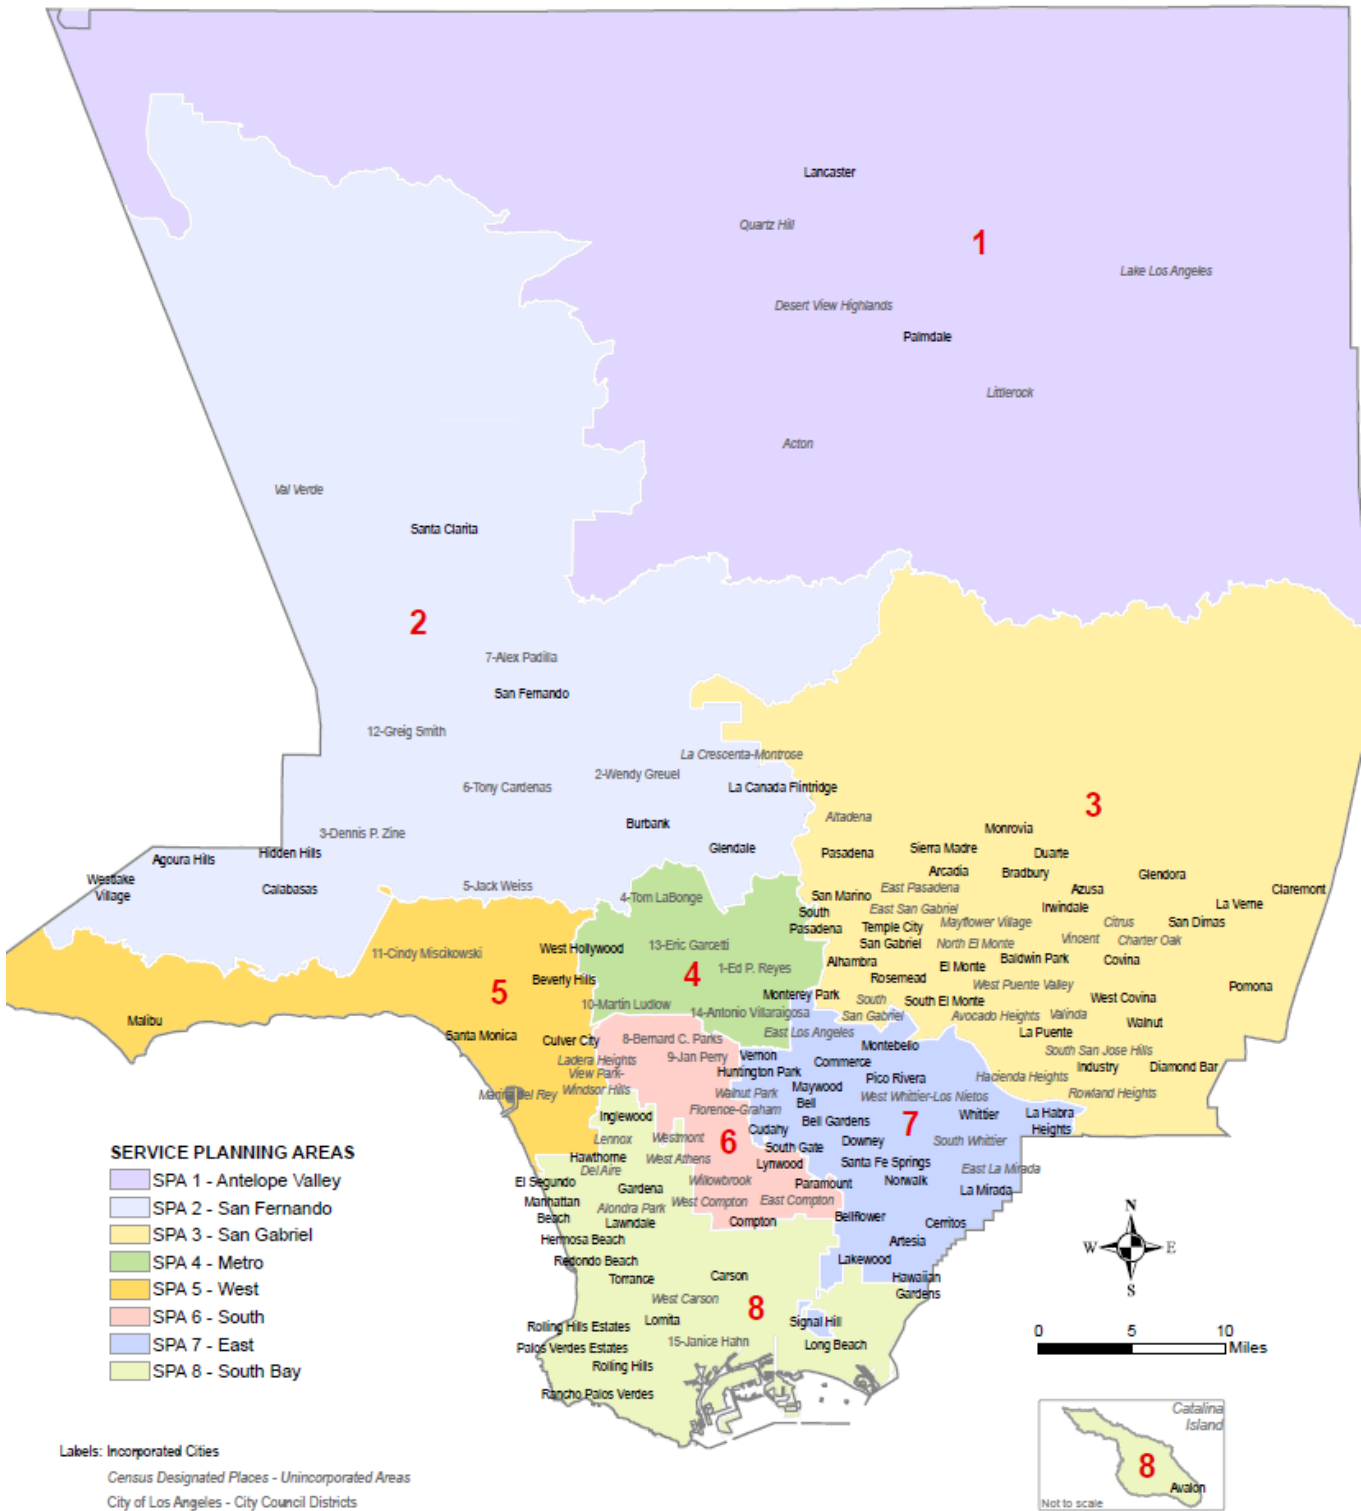 Lancaster
Quartz Hill
1
Lake Los Angeles
Desert View Highlands
Palmdale
Littlerock
Acton
Val Verde
Santa Clarita
2
7-Alex Padilla
San Fernando
12-Greig Smith
La Crescenta-Montrose
2-Wendy Greuel
6-Tony Cardenas
La Canada Flintridge
3
Altadena
Burbank
Monrovia
3-Dennis P. Zine
Glendale
Sierra Madre
Pasadena
Duarte
Hidden Hills
Agoura Hills
Arcadia
Bradbury
Glendora
Westlake
Village
Calabasas
5-Jack Weiss
East Pasadena
Azusa
Claremont
4-Tom LaBonge
San Marino
La Verne
Irwindale
East San Gabriel
South
Pasadena
Mayflower Village
Citrus
San Dimas
Temple City
Vincent
Charter Oak
13-Eric Garcetti
San Gabriel
North El Monte
West Hollywood
11-Cindy Miscikowski
Baldwin Park
Covina
Alhambra
El Monte
1-Ed P. Reyes
4
Beverly Hills
Rosemead
West Puente Valley
Pomona
5
Monterey Park
South
San Gabriel
South El Monte
West Covina
10-Martin Ludlow
14-Antonio Villaraigosa
Avocado Heights
Valinda
Walnut
Malibu
Santa Monica
Culver City
8-Bernard C. Parks
East Los Angeles
La Puente
Montebello
South San Jose Hills
9-Jan Perry
Vernon
Ladera Heights
Commerce
Industry
Diamond Bar
View Park-
Windsor Hills
Huntington Park
Pico Rivera
Hacienda Heights
Maywood
Marina del Rey
Walnut Park
West Whittier-Los Nietos
Rowland Heights
Bell
Florence-Graham
Inglewood
Bell Gardens
7
Whittier
La Habra
Heights
Cudahy
Lennox
Westmont
6
South Gate
Downey
South Whittier
SERVICE PLANNING AREAS
Hawthorne
West Athens
Lynwood
Santa Fe Springs
East La Mirada
Del Aire
SPA 1 - Antelope Valley
El Segundo
Gardena
Willowbrook
Paramount
Norwalk
La Mirada
Manhattan
Beach
Alondra Park
West Compton
East Compton
SPA 2 - San Fernando
Lawndale
Compton
Bellflower
Cerritos
N
SPA 3 - San Gabriel
Hermosa Beach
Artesia
W
E
SPA 4 - Metro
Redondo Beach
Lakewood
Torrance
Carson
Hawaiian
Gardens
S
SPA 5 - West
West Carson
8
SPA 6 - South
Rolling Hills Estates
Lomita
Signal Hill
0
5
10
Miles
SPA 7 - East
Palos Verdes Estates
15-Janice Hahn
Long Beach
SPA 8 - South Bay
Rolling Hills
Rancho Palos Verdes
Catalina
Island
Labels: Incorporated Cities
8
Census Designated Places - Unincorporated Areas
Avalon
City of Los Angeles - City Council Districts
Not to scale